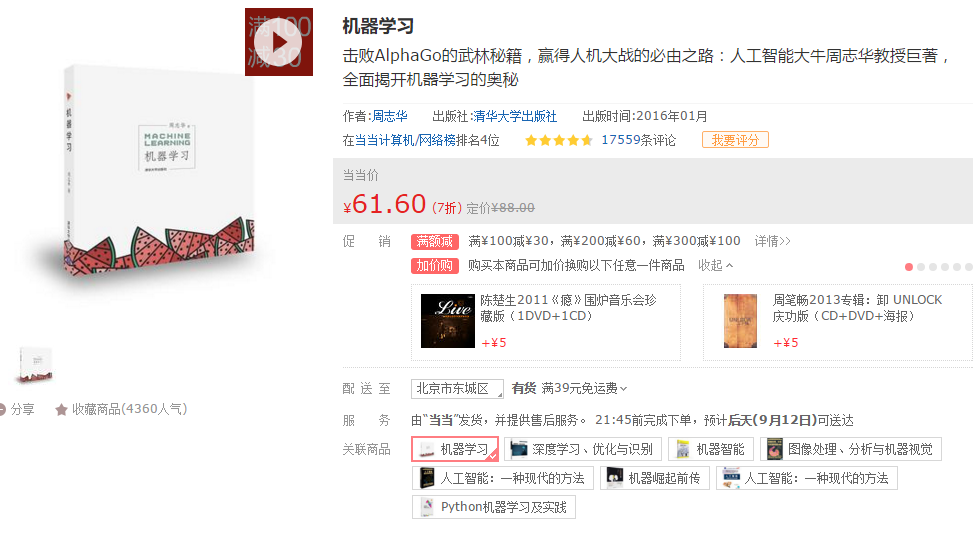 满100
减30
机器学习
周志华 著
MACHINE
LEARNING
机器学习
清华大学出版社
机器学习
击败AlphaGo的武林秘籍，赢得人机大战的必由之路：人工智能大牛周志华教授巨著，
全面揭开机器学习的奥秘
作者:周志华 出版社:清华大学出版社 出版时间:2016年01月
在当当计算机/网络榜排名4位 17559条评论 我要评分
当当价
¥61.60 (7折) 定价¥88.00
促 销 满额减 满¥100减¥30，满¥200减¥60，满¥300减¥100 详情>>
加价购 购买本商品可加价换购以下任意一件商品 收起
Live
陈楚生2011《瘾》围炉音乐会珍
藏版（1DVD+1CD）
+¥5
UNLOCK
周笔畅2013专辑：卸 UNLOCK
庆功版（CD+DVD+海报）
+¥5
配 送 至 北京市东城区 有货 满39元免运费
分享 收藏商品(4360人气)
服 务 由“当当”发货，并提供售后服务。 21:45前完成下单，预计后天(9月12日)可送达
关联商品 机器学习 深度学习、优化与识别 机器智能 图像处理、分析与机器视觉
人工智能：一种现代的方法 机器崛起前传 人工智能：一种现代的方法
Python机器学习及实践